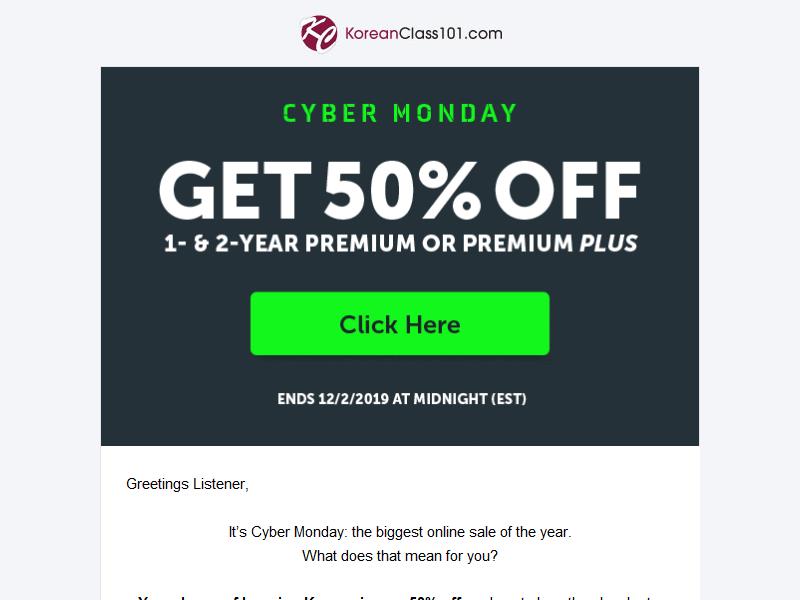 KoreanClass101.com
CYBER MONDAY
GET 50% OFF
1- & 2-YEAR PREMIUM OR PREMIUM PLUS
Click Here
ENDS 12/2/2019 AT MIDNIGHT (EST)
Greetings Listener,
It's Cyber Monday: the biggest online sale of the year.
What does that mean for you?